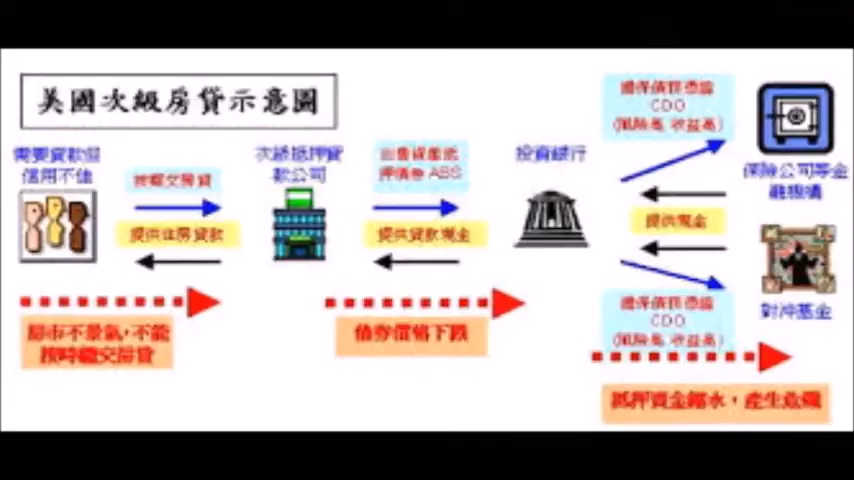 美國次級房貸示意圖
需要貸款但
信用不佳
按期交房貸
提供住房貸款
次級抵押貸
款公司
出售資產抵
押債卷 ABS
提供貸款現金
投資銀行
擔保債務憑證
CDO
(風險高 收益高)
保險公司等金
融機構
提供現金
擔保債務憑證
CDO
(風險高 收益高)
對沖基金
房市不景氣,不能
按時繳交房貸
債券價格下跌
抵押資金縮水,產生危機